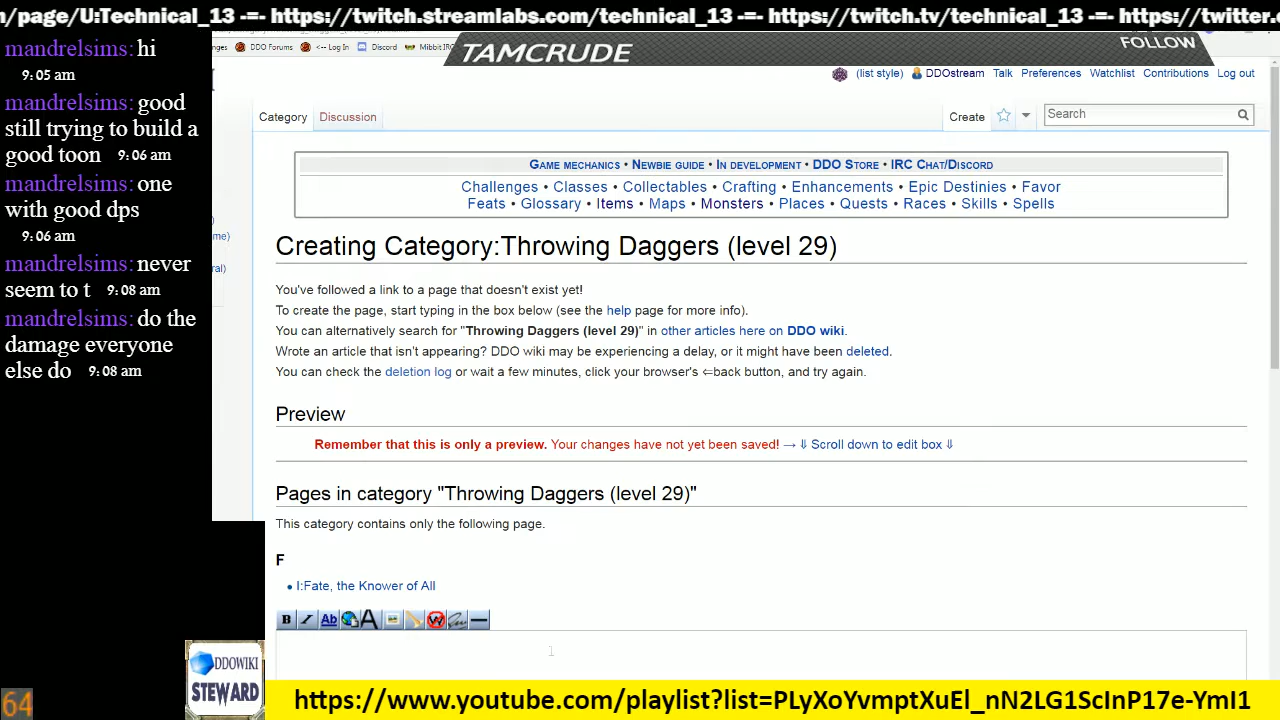 n/page/U:Technical_13 -=- https://twitch.streamlabs.com/technical_13 -=- https://twitch.tv/technical_13 -=- https://twitter.c
mandrelsims: hi
9:05 am
mandrelsims: good
still trying to build a
good toon 9:06 am
mandrelsims: one
with good dps
9:06 am
mandrelsims: never
seem to t 9:08 am
mandrelsims: do the
damage everyone
else do 9:08 am
nges DDO Forums <-- Log In Discord Mibbit IRC
TAMCRUDE
FOLLOW
(list style) DDOstream Talk Preferences Watchlist Contributions Log out
Category Discussion Create Search
GAME MECHANICS • NEWBIE GUIDE • IN DEVELOPMENT • DDO STORE • IRC CHAT/DISCORD
Challenges • Classes • Collectables • Crafting • Enhancements • Epic Destinies • Favor
Feats • Glossary • Items • Maps • Monsters • Places • Quests • Races • Skills • Spells
)
me)
ral)
Creating Category:Throwing Daggers (level 29)
You've followed a link to a page that doesn't exist yet!
To create the page, start typing in the box below (see the help page for more info).
You can alternatively search for "Throwing Daggers (level 29)" in other articles here on DDO wiki.
Wrote an article that isn't appearing? DDO wiki may be experiencing a delay, or it might have been deleted.
You can check the deletion log or wait a few minutes, click your browser's ⇐back button, and try again.
Preview
Remember that this is only a preview. Your changes have not yet been saved! → ⇓ Scroll down to edit box ⇓
Pages in category "Throwing Daggers (level 29)"
This category contains only the following page.
F
• I:Fate, the Knower of All
B I Ab A W
DDOWIKI
STEWARD
64
https://www.youtube.com/playlist?list=PLyXoYvmptXuEl_nN2LG1ScInP17e-YmI1